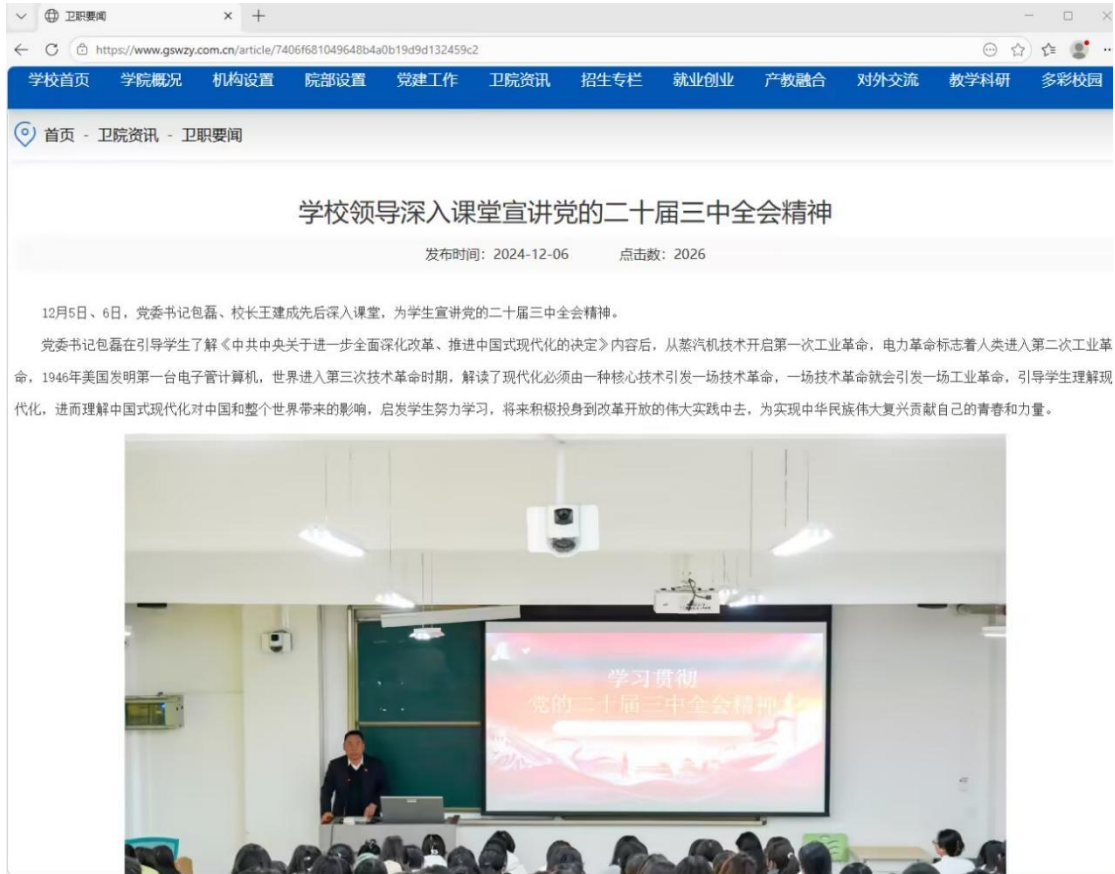 卫职要闻
https://www.gswzy.com.cn/article/7406f681049648b4a0b19d9d132459c2
学校首页 学院概况 机构设置 院部设置 党建工作 卫院资讯 招生专栏 就业创业 产教融合 对外交流 教学科研 多彩校园
首页 - 卫院资讯 - 卫职要闻
学校领导深入课堂宣讲党的二十届三中全会精神
发布时间：2024-12-06 点击数：2026
12月5日、6日，党委书记包磊、校长王建成先后深入课堂，为学生宣讲党的二十届三中全会精神。
党委书记包磊在引导学生了解《中共中央关于进一步全面深化改革、推进中国式现代化的决定》内容后，从蒸汽机技术开启第一次工业革命，电力革命标志着人类进入第二次工业革
命，1946年美国发明第一台电子管计算机，世界进入第三次技术革命时期，解读了现代化必须由一种核心技术引发一场技术革命，一场技术革命就会引发一场工业革命，引导学生理解现
代化，进而理解中国式现代化对中国和整个世界带来的影响，启发学生努力学习，将来积极投身到改革开放的伟大实践中去，为实现中华民族伟大复兴贡献自己的青春和力量。
学习贯彻
党的二十届三中全会精神